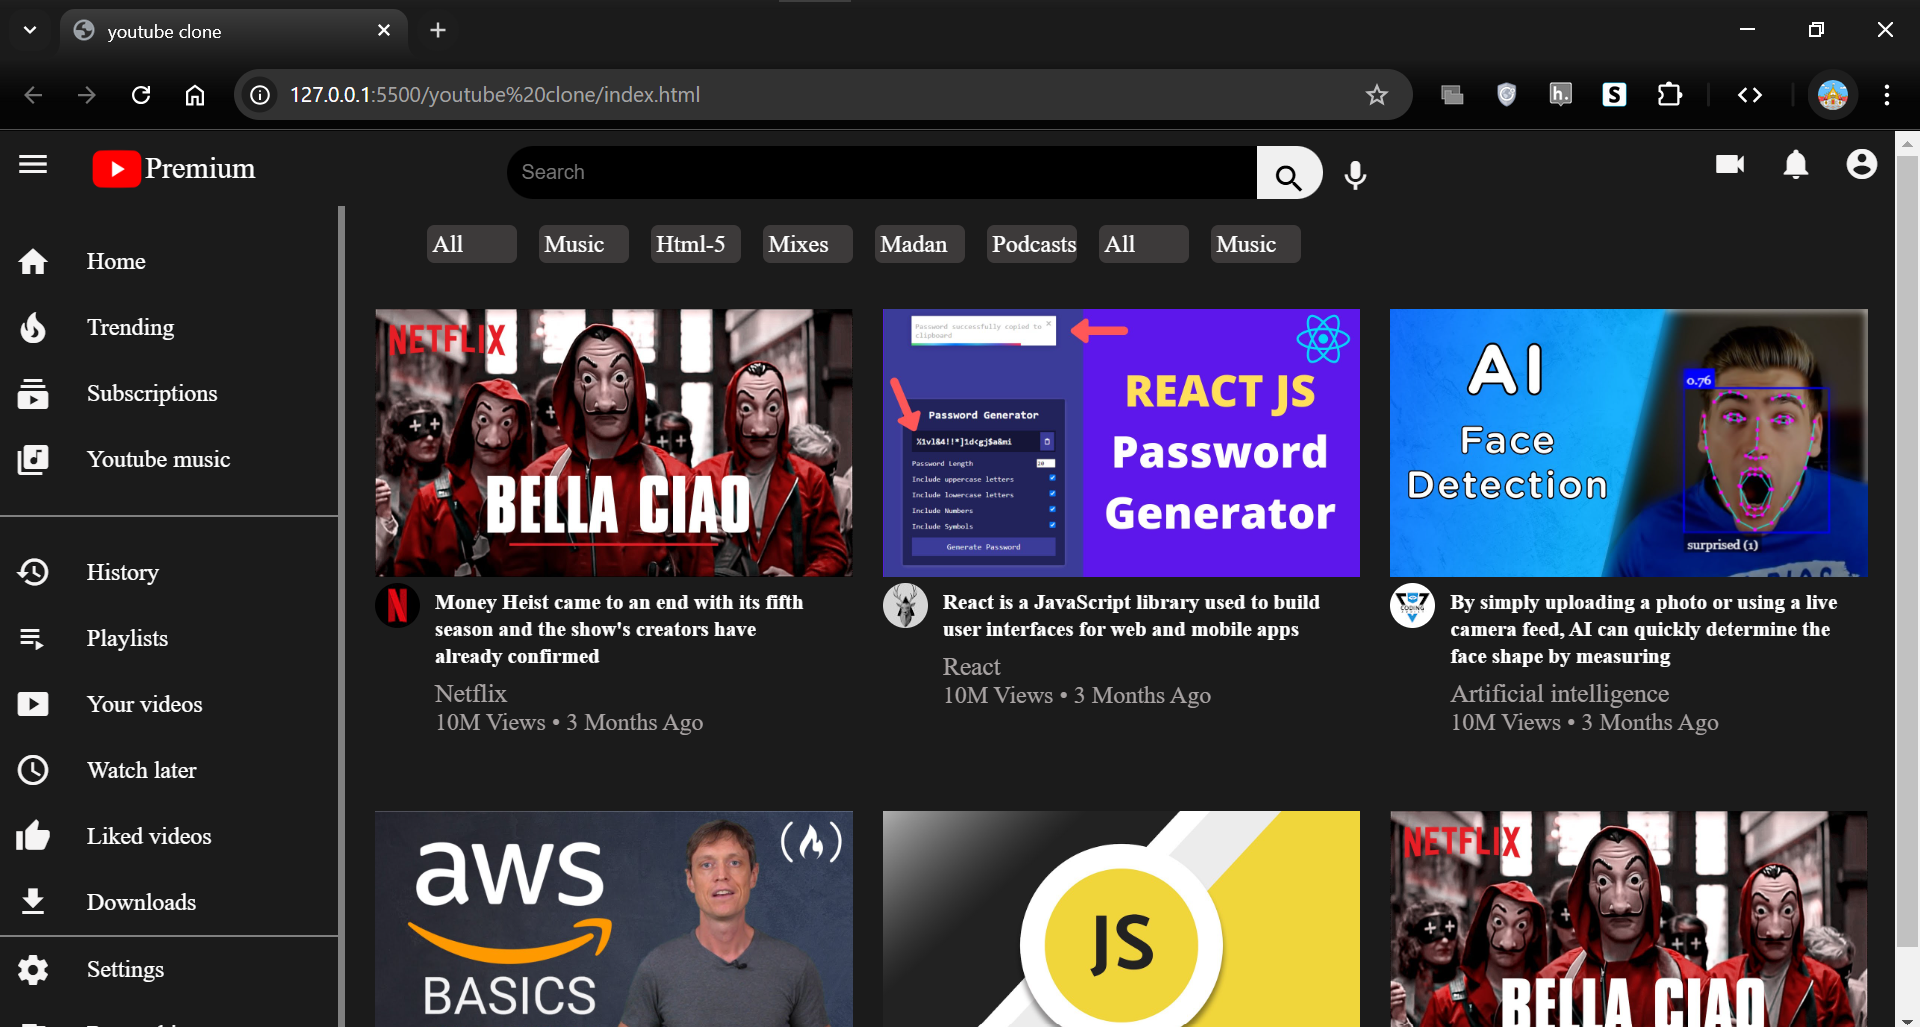 youtube clone
127.0.0.1:5500/youtube%20clone/index.html
Premium
Search
All
Music
Html-5
Mixes
Madan
Podcasts
All
Music
Home
Trending
Subscriptions
Youtube music
History
Playlists
Your videos
Watch later
Liked videos
Downloads
Settings
NETFLIX
BELLA CIAO
Password successfully copied to
clipboard
Password Generator
%1vl&4!!*]1d<gj$a&mi
Password Length
20
Include uppercase letters
Include lowercase letters
Include Numbers
Include Symbols
Generate Password
REACT JS
Password
Generator
AI
Face
Detection
0.76
surprised (1)
Money Heist came to an end with its fifth
season and the show's creators have
already confirmed
Netflix
10M Views • 3 Months Ago
React is a JavaScript library used to build
user interfaces for web and mobile apps
React
10M Views • 3 Months Ago
CODING
By simply uploading a photo or using a live
camera feed, AI can quickly determine the
face shape by measuring
Artificial intelligence
10M Views • 3 Months Ago
aws
BASICS
JS
NETFLIX
BELLA CIAO